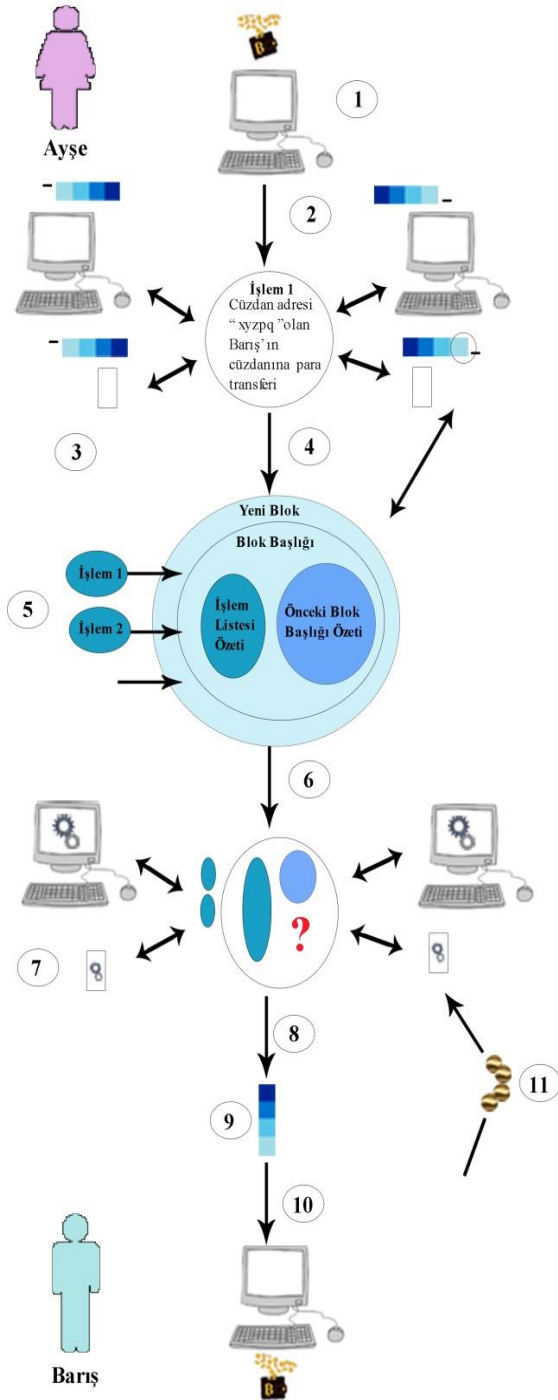 1
Ayşe
2
İşlem 1
Cüzdan adresi
“ xyzpq ”olan
Barış’ın
cüzdanına para
transferi
3
4
Yeni Blok
Blok Başlığı
İşlem 1
5
İşlem 2
İşlem
Listesi
Özeti
Önceki Blok
Başlığı Özeti
6
?
7
8
9
11
10
Barış